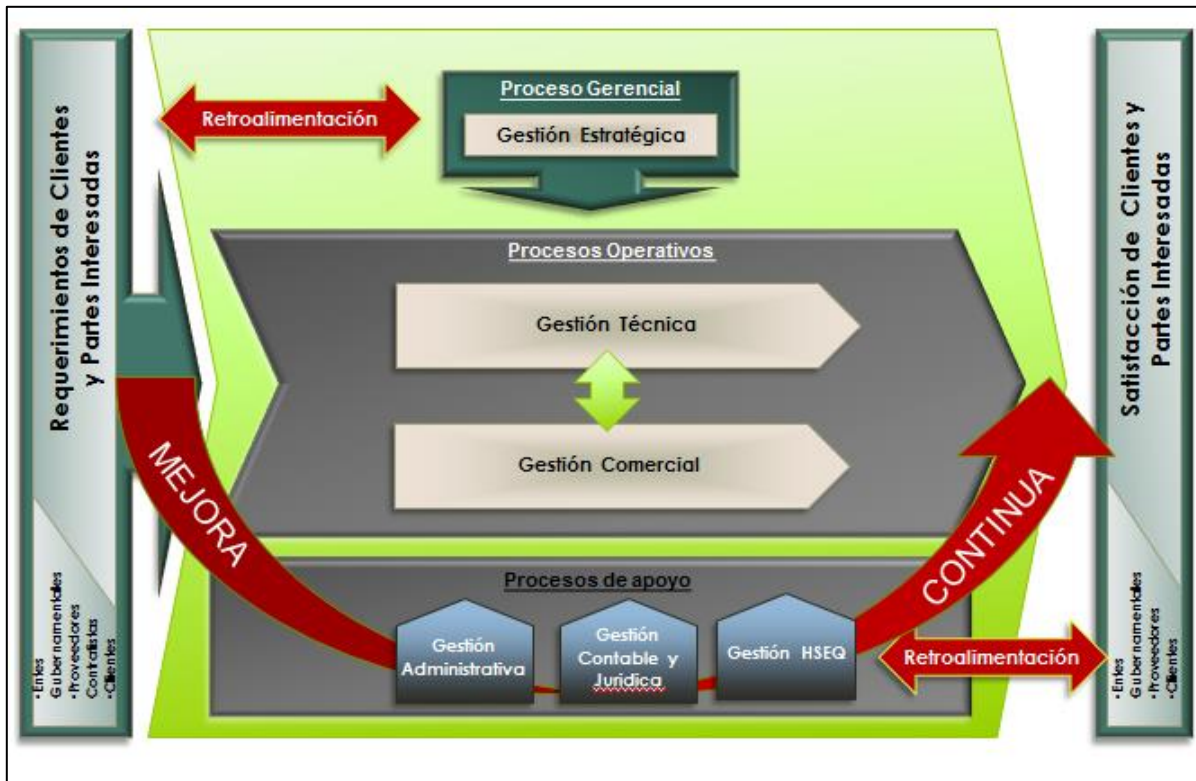 Requerimientos de Clientes
y Partes Interesadas
•Entes
Gubernamentales
•Proveedores
Contratistas
•Clientes
Retroalimentación
Proceso Gerencial
Gestión Estratégica
Procesos Operativos
Gestión Técnica
Gestión Comercial
MEJORA
CONTINUA
Procesos de apoyo
Gestión
Administrativa
Gestión
Contable y
Jurídica
Gestión HSEQ
Retroalimentación
Satisfacción de Clientes y
Partes Interesadas
•Entes
Gubernamentales
•Proveedores
•Clientes